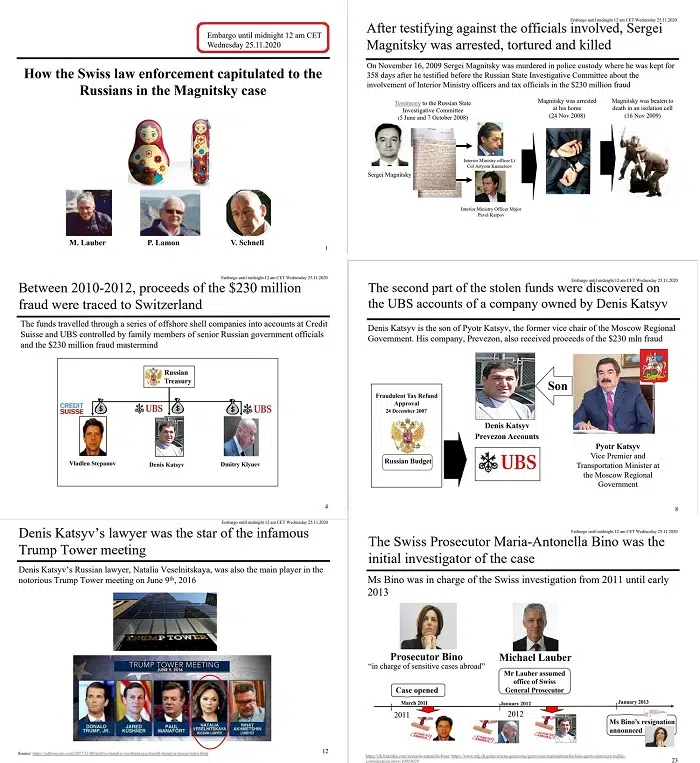 Embargo until midnight 12 am CET
Wednesday 25.11.2020
How the Swiss law enforcement capitulated to the
Russians in the Magnitsky case
M. Lauber
P. Lamon
V. Schnell
1
Embargo until midnight 12 am CET Wednesday 25.11.2020
After testifying against the officials involved, Sergei
Magnitsky was arrested, tortured and killed
On November 16, 2009 Sergei Magnitsky was murdered in police custody where he was kept for
358 days after he testified before the Russian State Investigative Committee about the
involvement of Interior Ministry officers and tax officials in the $230 million fraud
Testimony to the Russian State
Investigative Committee
(5 June and 7 October 2008)
Magnitsky was arrested
at his home
(24 Nov 2008)
Magnitsky was beaten to
death in an isolation cell
(16 Nov 2009)
Sergei Magnitsky
Interior Ministry officer Lt
Col Artyom Kuznetsov
Interior Ministry Officer Major
Pavel Karpov
Embargo until midnight 12 am CET Wednesday 25.11.2020
Between 2010-2012, proceeds of the $230 million
fraud were traced to Switzerland
The funds travelled through a series of offshore shell companies into accounts at Credit
Suisse and UBS controlled by family members of senior Russian government officials
and the $230 million fraud mastermind
Russian
Treasury
CREDIT
SUISSE
UBS
UBS
Vladlen Stepanov
Denis Katsyv
Dmitry Klyuev
4
Embargo until midnight 12 am CET Wednesday 25.11.2020
The second part of the stolen funds were discovered on
the UBS accounts of a company owned by Denis Katsyv
Denis Katsyv is the son of Pyotr Katsyv, the former vice chair of the Moscow Regional
Government. His company, Prevezon, also received proceeds of the $230 mln fraud
Fraudulent Tax Refund
Approval
24 December 2007
Russian Budget
Son
Denis Katsyv
Prevezon Accounts
UBS
Pyotr Katsyv
Vice Premier and
Transportation Minister at
the Moscow Regional
Government
8
Embargo until midnight 12 am CET Wednesday 25.11.2020
Denis Katsyv's lawyer was the star of the infamous
Trump Tower meeting
Denis Katsyv's Russian lawyer, Natalia Veselnitskaya, was also the main player in the
notorious Trump Tower meeting on June 9th, 2016
TRUMP TOWER
TRUMP TOWER MEETING
JUNE 9, 2016
DONALD
TRUMP, JR.
JARED
KUSHNER
PAUL
MANAFORT
NATALIA
VESELNITSKAYA
RUSSIAN LAWYER
RINAT
AKHMETSHIN
LOBBYIST
Source:
12
Embargo until midnight 12 am CET Wednesday 25.11.2020
The Swiss Prosecutor Maria-Antonella Bino was the
initial investigator of the case
Ms Bino was in charge of the Swiss investigation from 2011 until early
2013
Prosecutor Bino
"in charge of sensitive cases abroad"
Michael Lauber
Case opened
Mr Lauber assumed
office of Swiss
General Prosecutor
March 2011
January 2012
January 2013
2011
2012
Ms Bino's resignation
announced
23